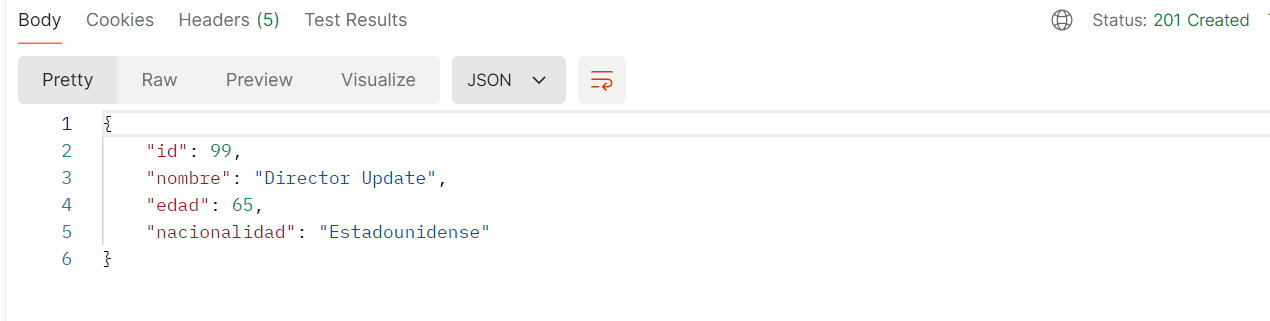 Body Cookies Headers (5) Test Results Status: 201 Created
Pretty Raw Preview Visualize JSON
1 {
2 "id": 99,
3 "nombre": "Director Update",
4 "edad": 65,
5 "nacionalidad": "Estadounidense"
6 }